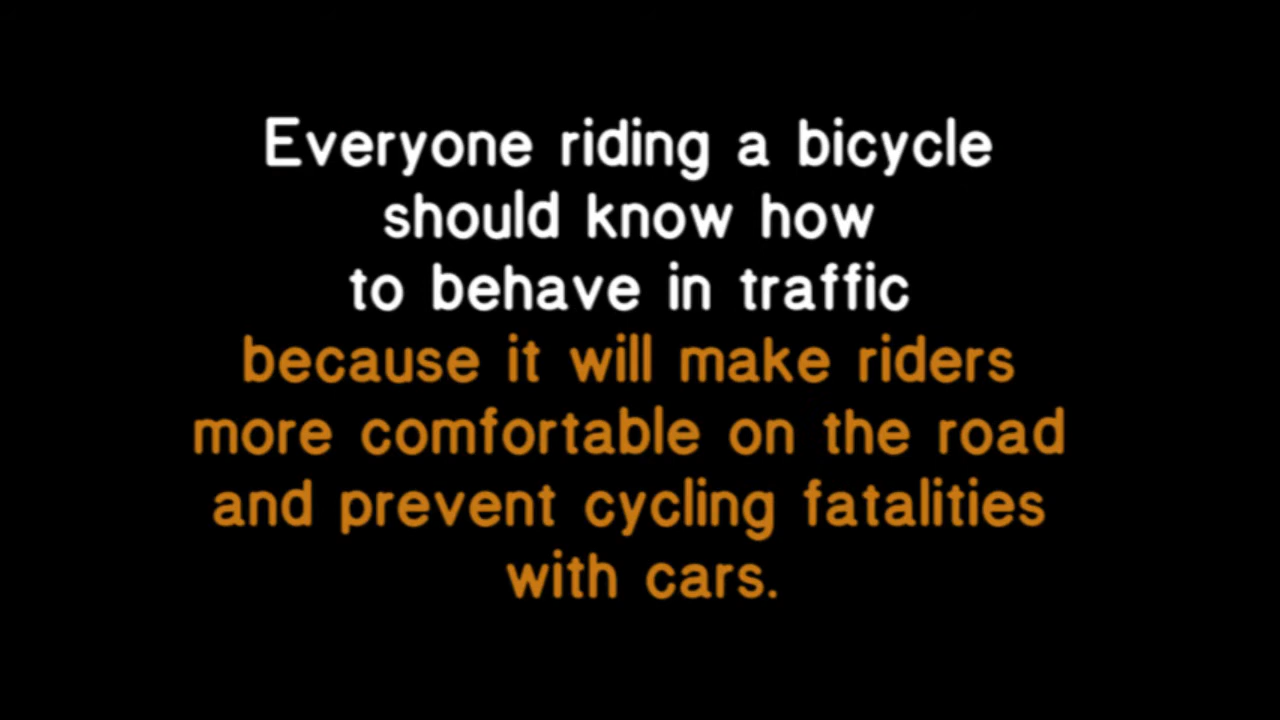 Everyone riding a bicycle
should know how
to behave in traffic
because it will make riders
more comfortable on the road
and prevent cycling fatalities
with cars.